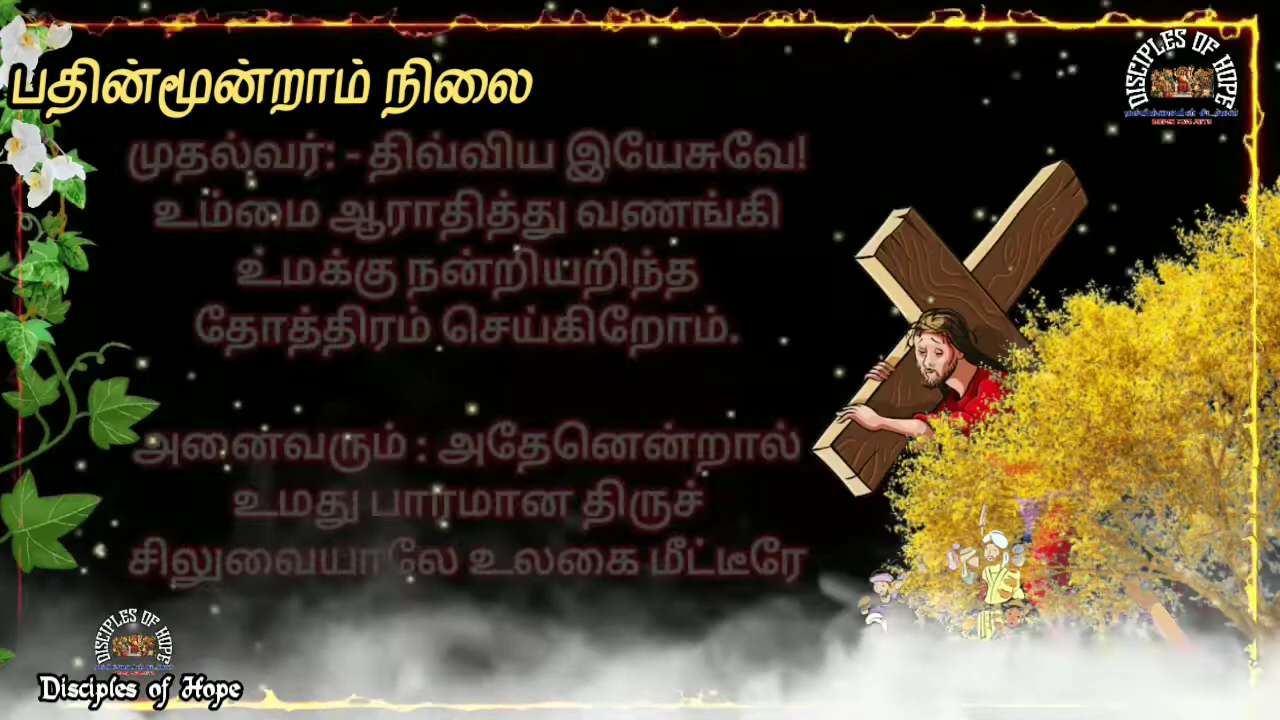 பதின்மூன்றாம் நிலை
DISCIPLES OF HOPE
முதல்வர்: - திவ்விய இயேசுவே!
உம்மை ஆராதித்து வணங்கி
உமக்கு நன்றியறிந்த
தோத்திரம் செய்கிறோம்.
அனைவரும் : அதேனென்றால்
உமது பாரமான திருச்
சிலுவையாலே உலகை மீட்டீரே
DISCIPLES OF HOPE
Disciples of Hope